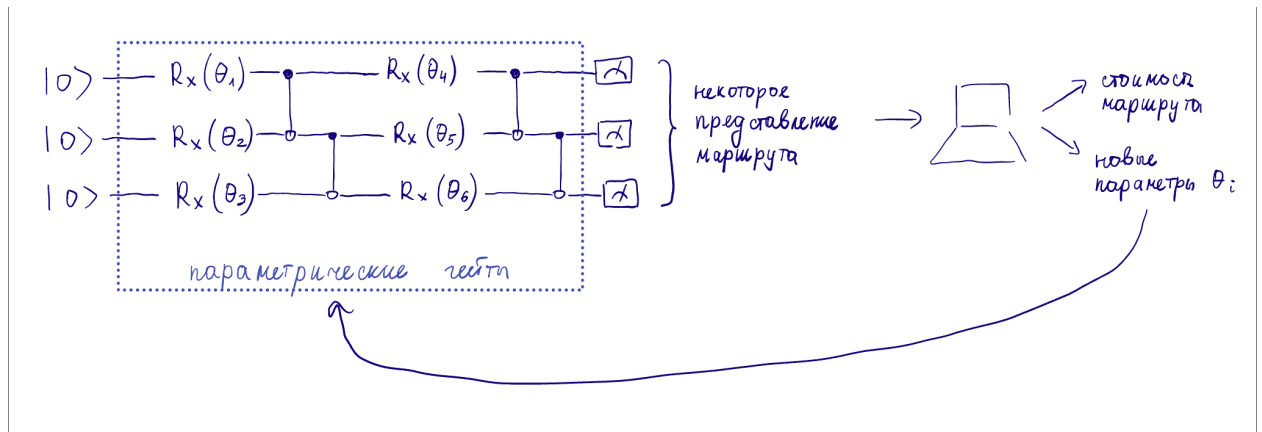 |0⟩ Rx(θ1) Rx(θ4)
|0⟩ Rx(θ2) Rx(θ5)
|0⟩ Rx(θ3) Rx(θ6)
параметрические гейты
некоторое
представление
маршрута
стоимость
маршрута
новые
параметры θi